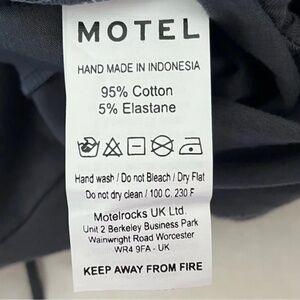 MOTEL
HAND MADE IN INDONESIA
95% Cotton
5% Elastane
Hand wash / Do not Bleach / Dry Flat
Do not dry clean / 100 C. 230 F
Motelrocks UK Ltd.
Unit 2 Berkeley Business Park
Wainwright Road Worcester
WR4 9FA - UK
KEEP AWAY FROM FIRE